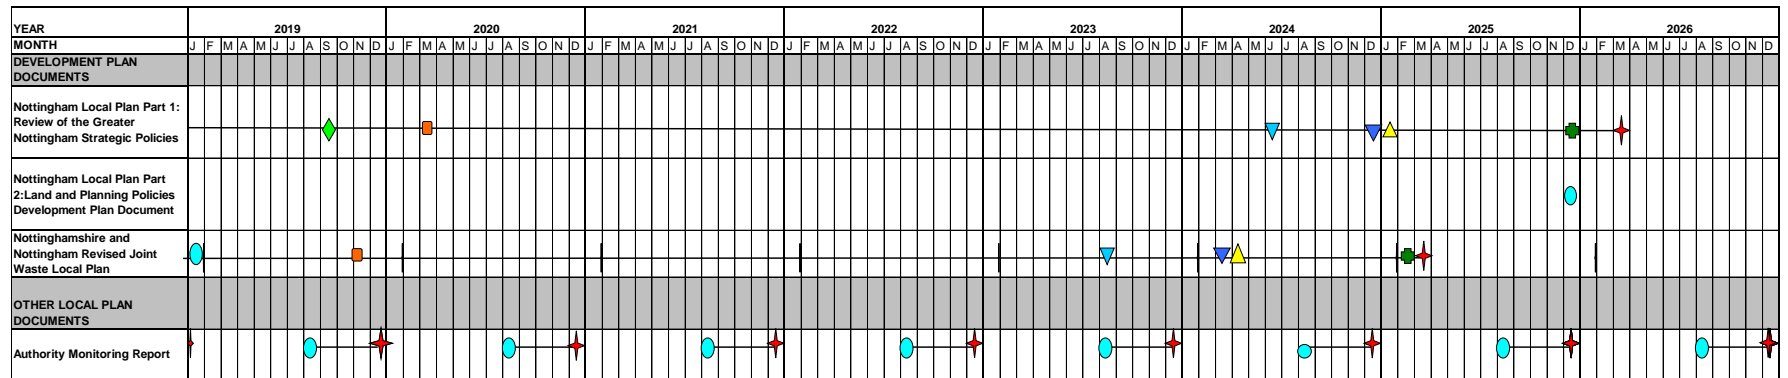 YEAR 2019 2020 2021 2022 2023 2024 2025 2026
MONTH J F M A M J J A S O N D J F M A M J J A S O N D J F M A M J J A S O N D J F M A M J J A S O N D J F M A M J J A S O N D J F M A M J J A S O N D J F M A M J J A S O N D J F M A M J J A S O N D
DEVELOPMENT PLAN
DOCUMENTS
Nottingham Local Plan Part 1:
Review of the Greater
Nottingham Strategic Policies
Nottingham Local Plan Part
2:Land and Planning Policies
Development Plan Document
Nottinghamshire and
Nottingham Revised Joint
Waste Local Plan
OTHER LOCAL PLAN
DOCUMENTS
Authority Monitoring Report